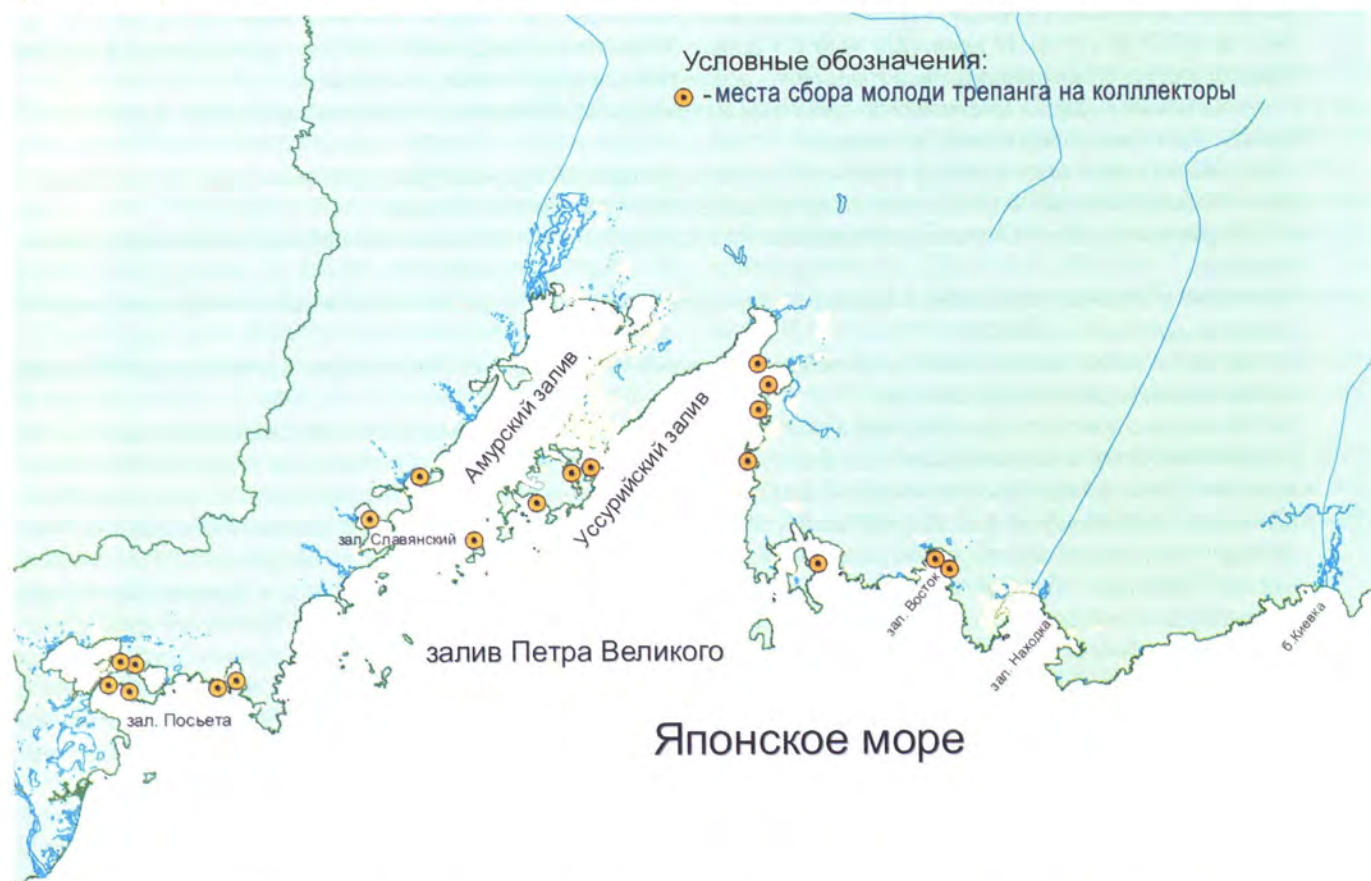 Условные обозначения:
- места сбора молоди трепанга на колллекторы
Амурский залив
Уссурийский залив
зал. Славянский
зал. Восток
зал. Находка
б.Киевка
залив Петра Великого
зал. Посьета
Японское море